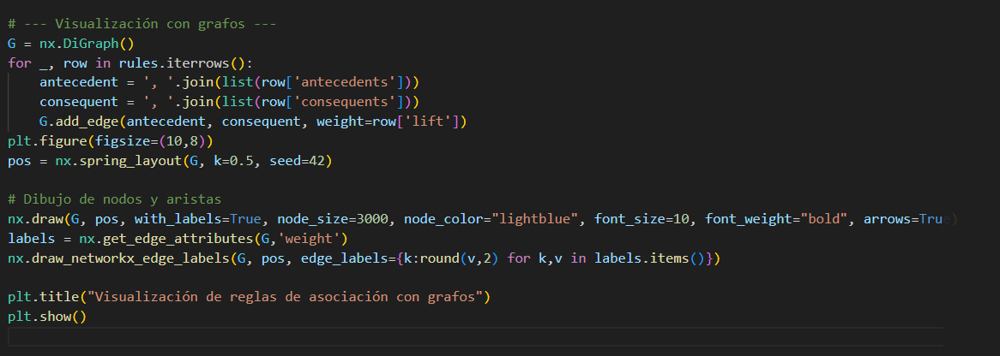 # --- Visualización con grafos ---
G = nx.DiGraph()
for _, row in rules.iterrows():
    antecedent = ', '.join(list(row['antecedents']))
    consequent = ', '.join(list(row['consequents']))
    G.add_edge(antecedent, consequent, weight=row['lift'])
plt.figure(figsize=(10,8))
pos = nx.spring_layout(G, k=0.5, seed=42)
# Dibujo de nodos y aristas
nx.draw(G, pos, with_labels=True, node_size=3000, node_color="lightblue", font_size=10, font_weight="bold", arrows=True)
labels = nx.get_edge_attributes(G,'weight')
nx.draw_networkx_edge_labels(G, pos, edge_labels={k:round(v,2) for k,v in labels.items()})
plt.title("Visualización de reglas de asociación con grafos")
plt.show()